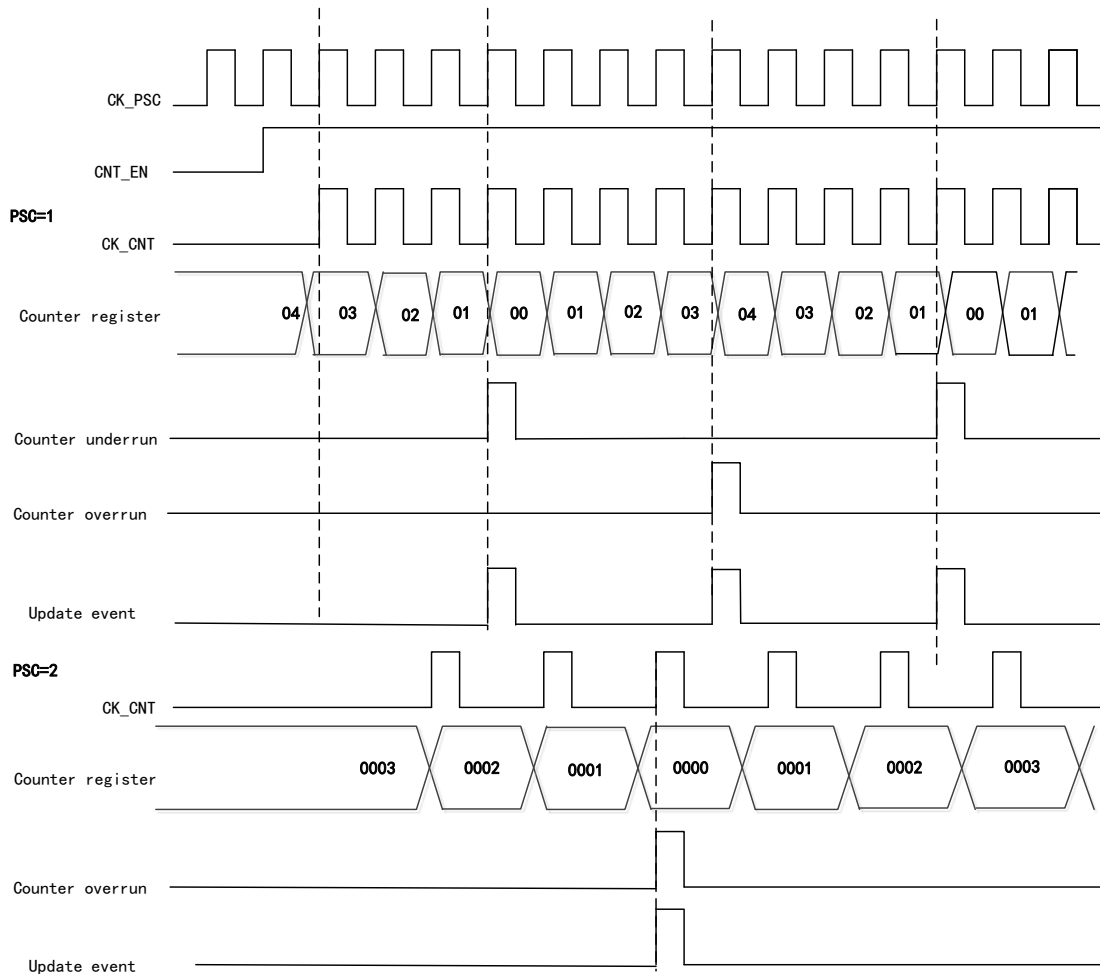 CK_PSC
CNT_EN
PSC=1
CK_CNT
Counter register 04 03 02 01 00 01 02 03 04 03 02 01 00 01
Counter underrun
Counter overrun
Update event
PSC=2
CK_CNT
Counter register 0003 0002 0001 0000 0001 0002 0003
Counter overrun
Update event